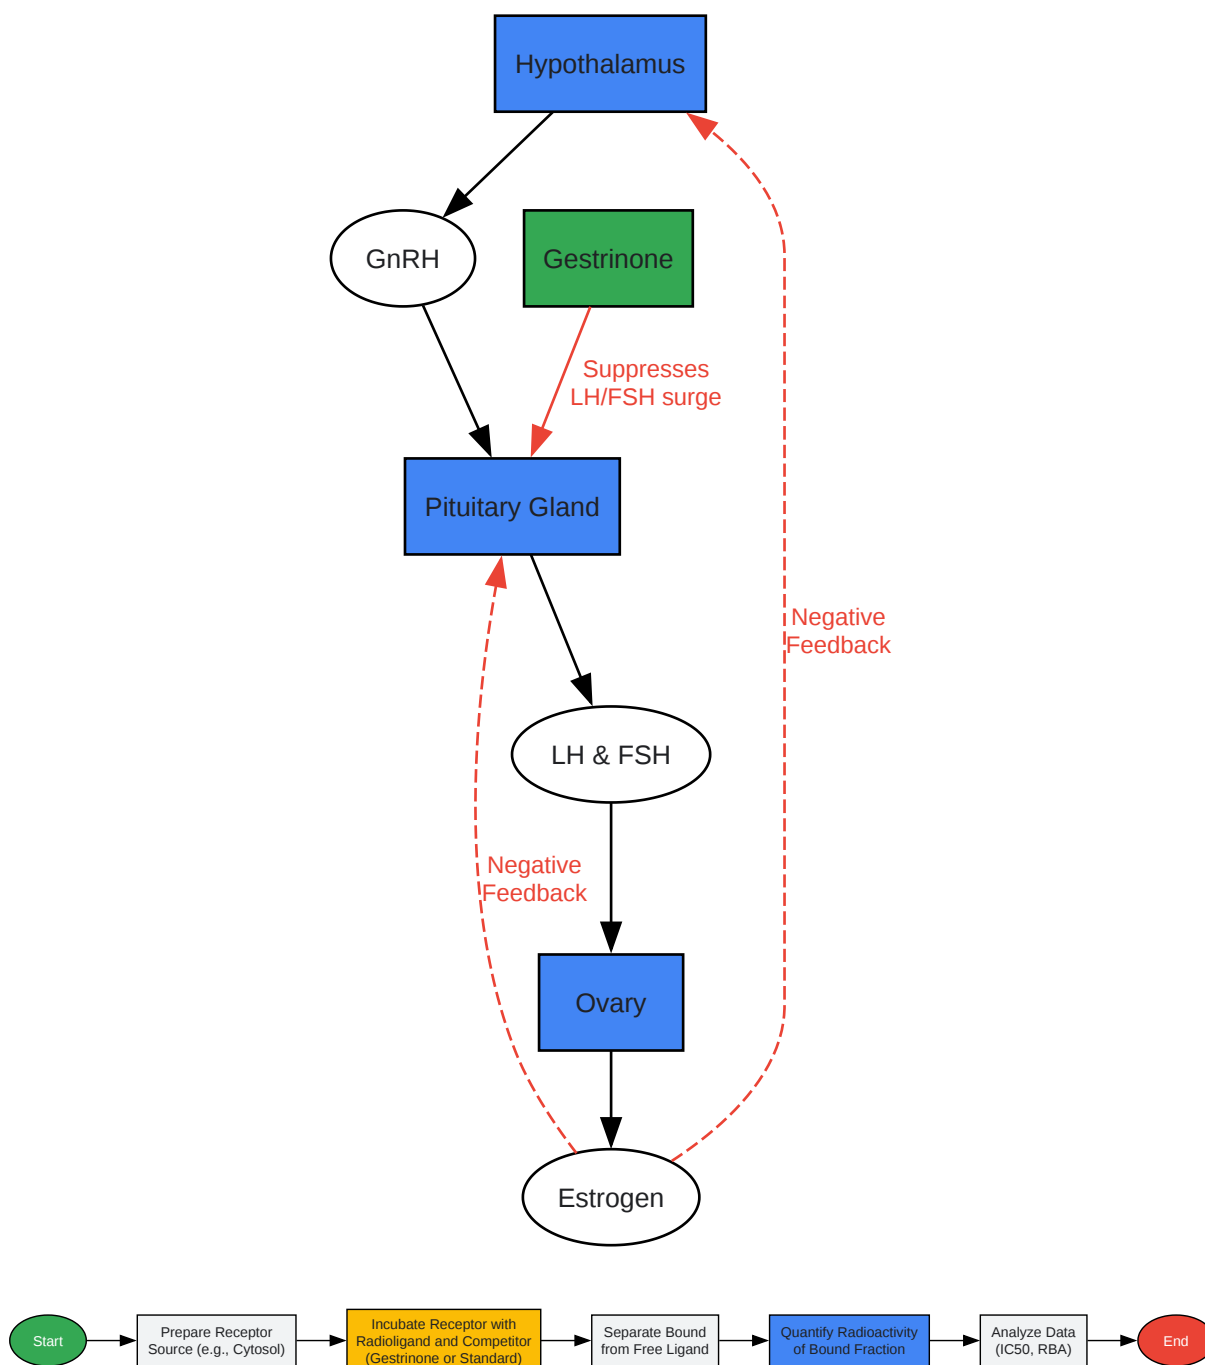 Hypothalamus
GnRH
Gestrinone
Suppresses
LH/FSH surge
Pituitary Gland
Negative
Feedback
LH & FSH
Negative
Feedback
Ovary
Estrogen
Start
Prepare Receptor
Source (e.g., Cytosol)
Incubate Receptor with
Radioligand and Competitor
(Gestrinone or Standard)
Separate Bound
from Free Ligand
Quantify Radioactivity
of Bound Fraction
Analyze Data
(IC50, RBA)
End